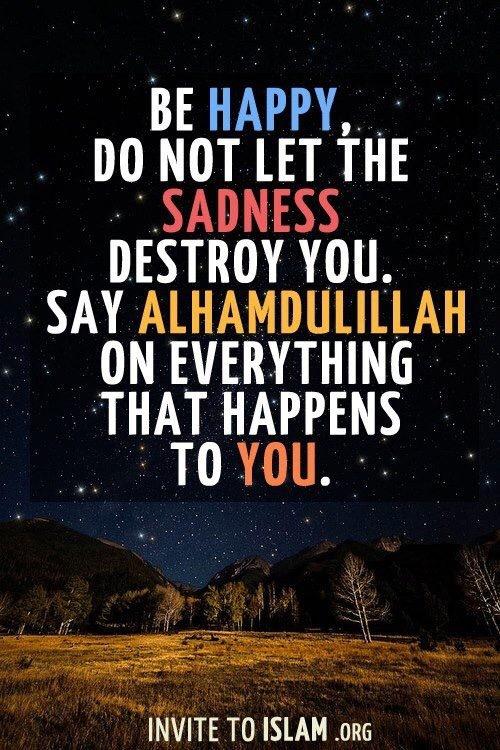 BE HAPPY,
DO NOT LET THE
SADNESS
DESTROY YOU.
SAY ALHAMDULILLAH
ON EVERYTHING
THAT HAPPENS
TO YOU.
INVITE TO ISLAM .ORG